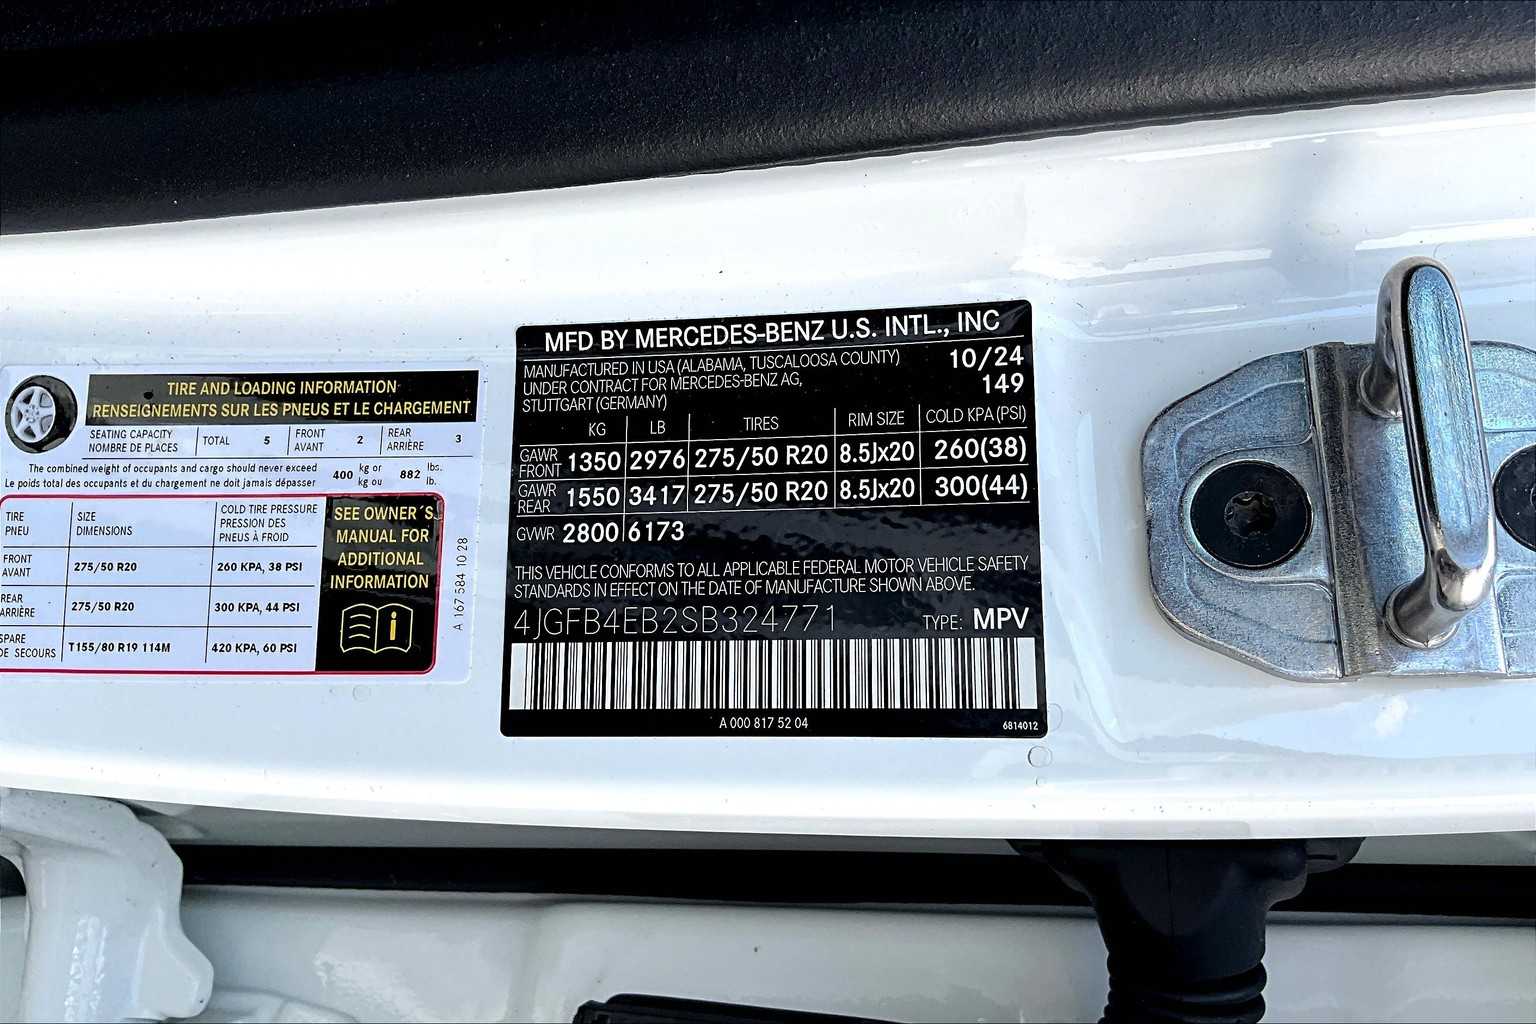 TIRE AND LOADING INFORMATION
RENSEIGNEMENTS SUR LES PNEUS ET LE CHARGEMENT
SEATING CAPACITY
NOMBRE DE PLACES
TOTAL 5
FRONT
AVANT
2
REAR
ARRIÈRE
3
The combined weight of occupants and cargo should never exceed
Le poids total des occupants et du chargement ne doit jamais dépasser
400 kg or
kg ou
882 lbs.
lb.
TIRE
PNEU
SIZE
DIMENSIONS
COLD TIRE PRESSURE
PRESSION DES
PNEUS À FROID
FRONT
AVANT
275/50 R20
260 KPA, 38 PSI
REAR
ARRIÈRE
275/50 R20
300 KPA, 44 PSI
SPARE
DE SECOURS
T155/80 R19 114M
420 KPA, 60 PSI
SEE OWNER´S
MANUAL FOR
ADDITIONAL
INFORMATION
i
A 167 584 10 28
MFD BY MERCEDES-BENZ U.S. INTL., INC
MANUFACTURED IN USA (ALABAMA, TUSCALOOSA COUNTY)
UNDER CONTRACT FOR MERCEDES-BENZ AG,
STUTTGART (GERMANY)
10/24
149
KG LB TIRES RIM SIZE COLD KPA (PSI)
GAWR
FRONT
1350 2976 275/50 R20 8.5Jx20 260(38)
GAWR
REAR
1550 3417 275/50 R20 8.5Jx20 300(44)
GVWR 2800 6173
THIS VEHICLE CONFORMS TO ALL APPLICABLE FEDERAL MOTOR VEHICLE SAFETY
STANDARDS IN EFFECT ON THE DATE OF MANUFACTURE SHOWN ABOVE.
4JGFB4EB2SB324771 TYPE: MPV
A 000 817 52 04
6814012